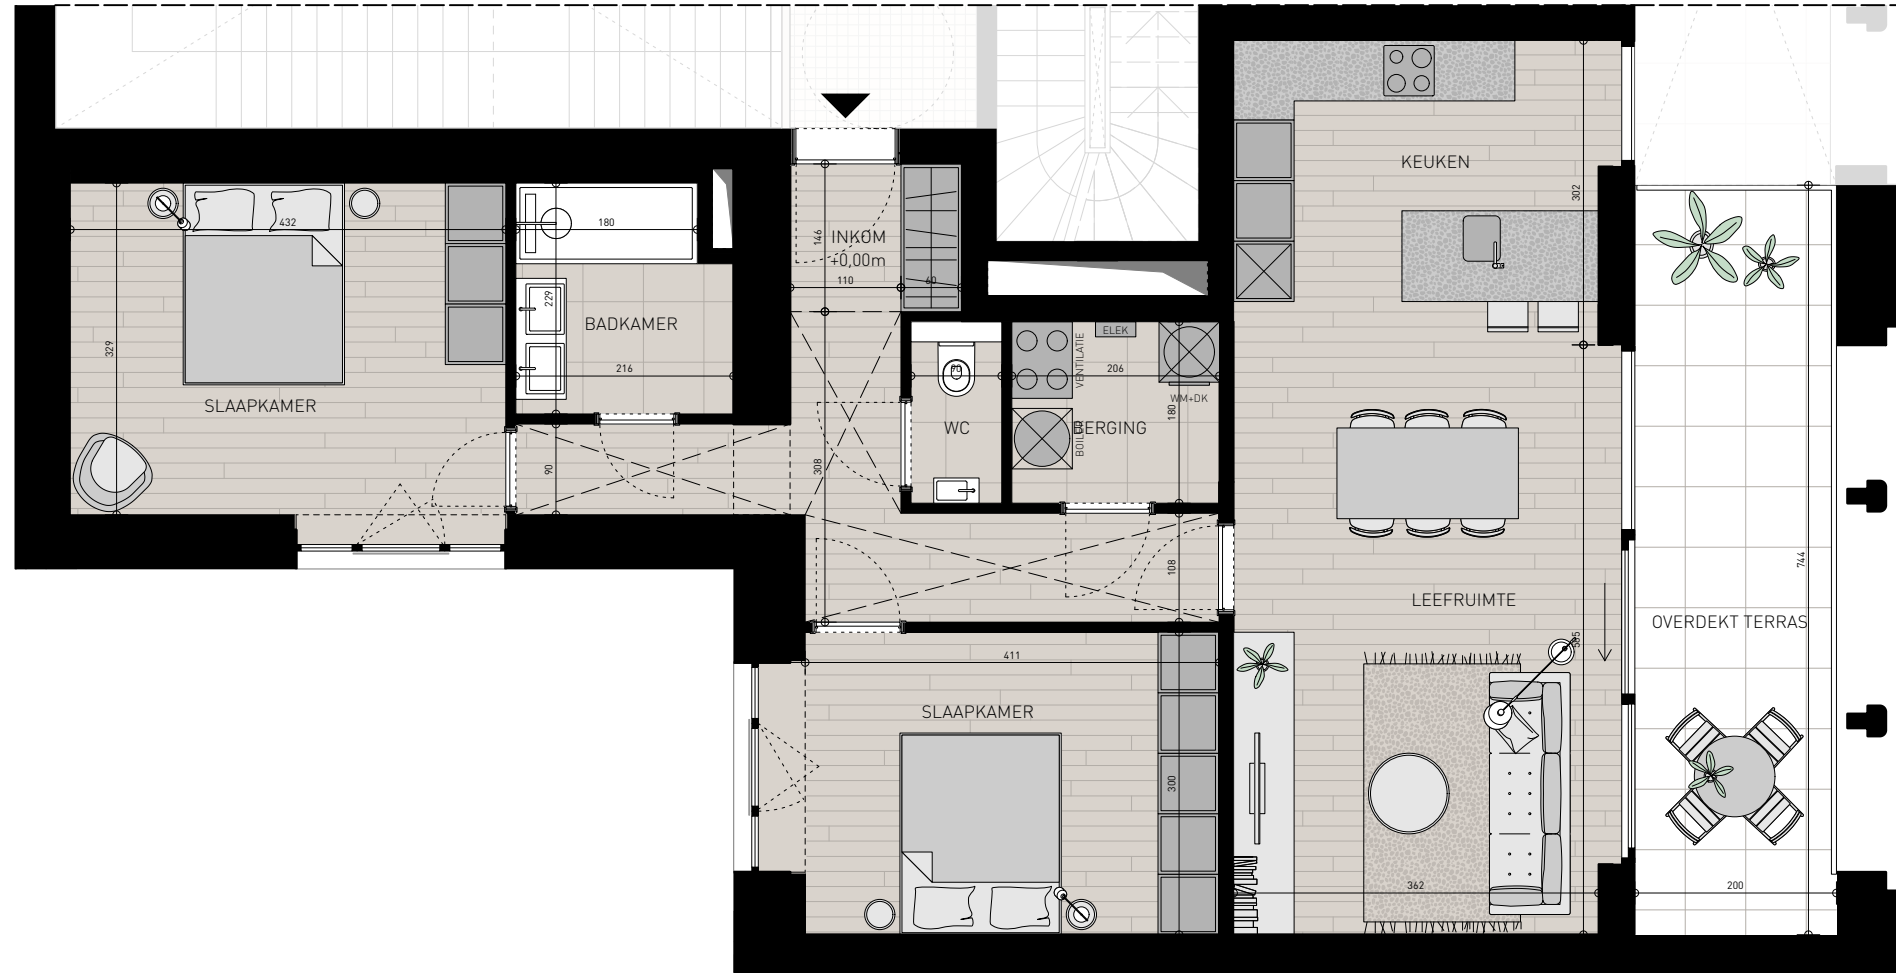 KEUKEN
302
432
180
146
INKOM
+0,00m
110
60
229
BADKAMER
329
216
SLAAPKAMER
90
308
90
WC
VENTILATIE
ELEK
206
WM+DK
180
BOILER
BERGING
108
LEEFRUIMTE
744
OVERDEKT TERRAS
411
SLAAPKAMER
300
362
200